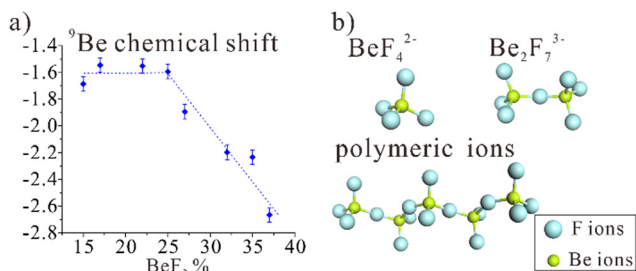 a)
⁹Be chemical shift
-1.4
-1.6
-1.8
-2.0
-2.2
-2.4
-2.6
-2.8
10 15 20 25 30 35 40
%
b)
BeF₄²⁻
Be₂F₇³⁻
polymeric ions
F ions
Be ions